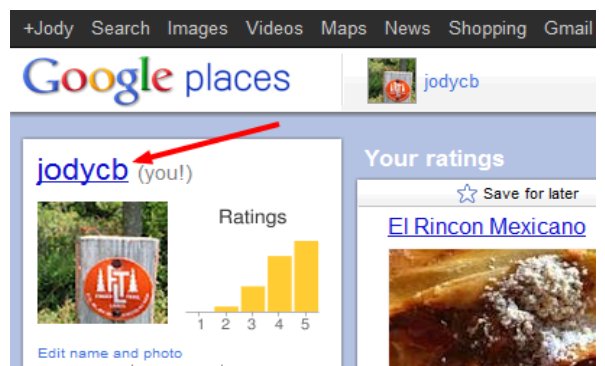 +Jody Search Images Videos Maps News Shopping Gmail
Google places
jodycb
jodycb (you!)
Your ratings
Save for later
El Rincon Mexicano
Ratings
1 2 3 4 5
FLT
Edit name and photo